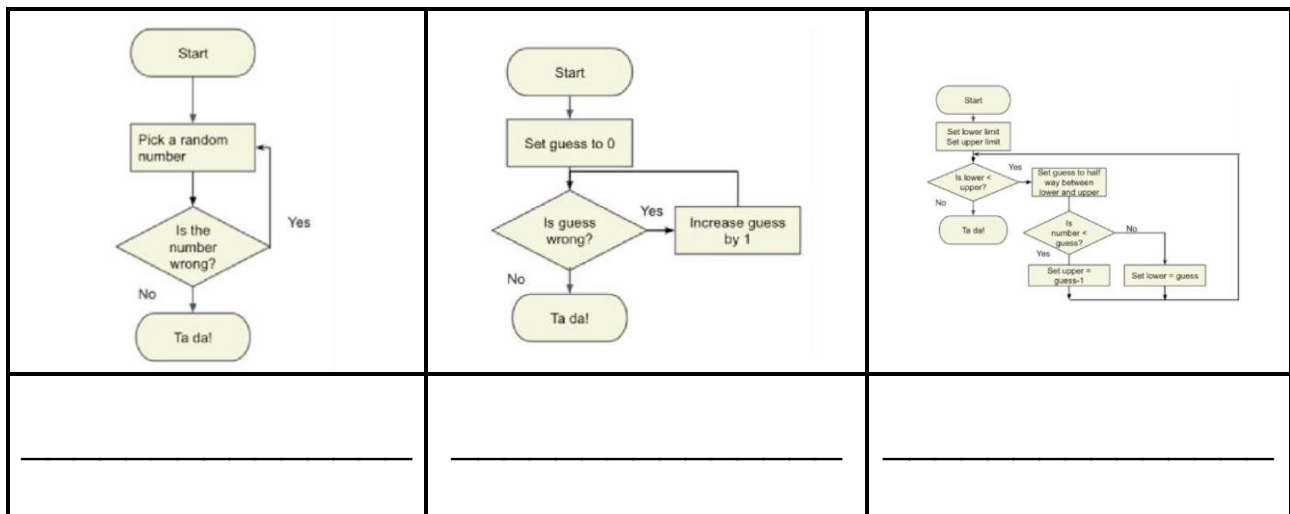 Start
Pick a random
number
Is the
number
wrong?
Yes
No
Ta da!
Start
Set guess to 0
Is guess
wrong?
Yes
Increase guess
by 1
No
Ta da!
Start
Set lower limit
Set upper limit
Is lower <
upper?
Yes
Set guess to half
way between
lower and upper
No
Ta da!
Is
number <
guess?
No
Yes
Set upper =
guess-1
Set lower = guess